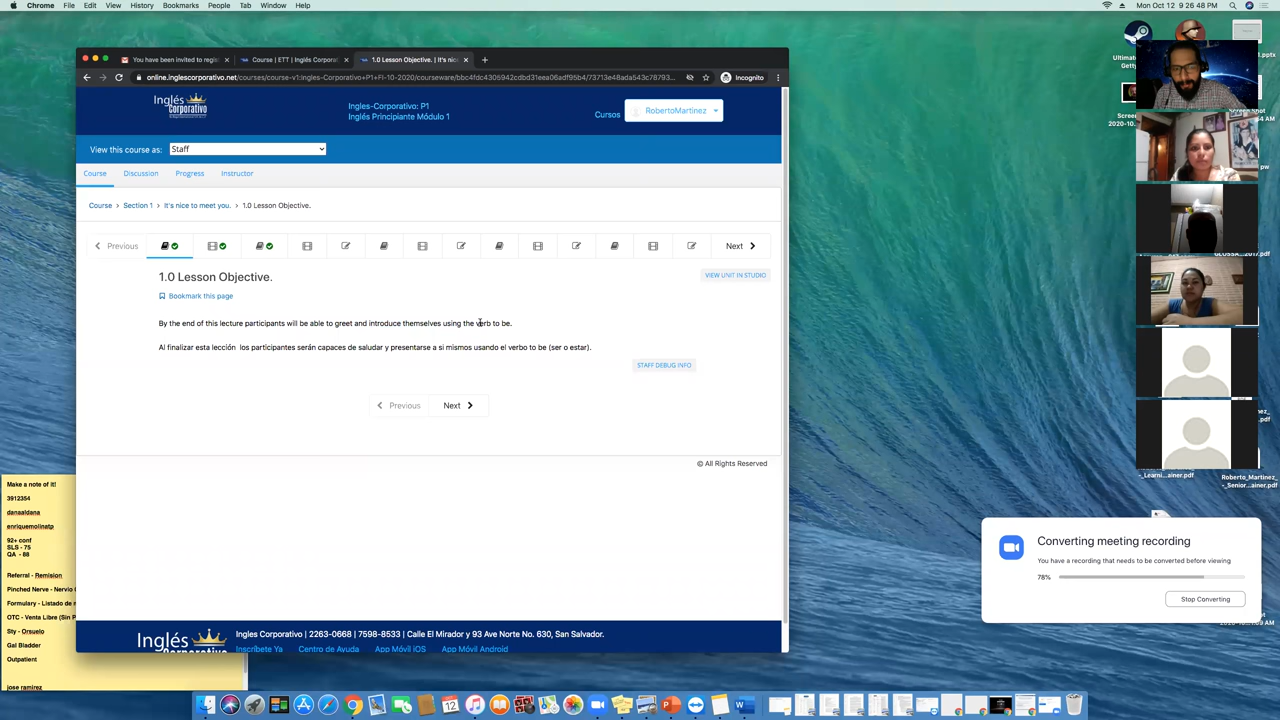 Chrome File Edit View History Bookmarks People Tab Window Help
Mon Oct 12 9:26:48 PM
You have been invited to regi
Course | ETT | Inglés Corporati
1.0 Lesson Objective. | It's nic
online.inglescorporativo.net/courses/course-v1:Ingles-Corporativo+P1+FI-10-2020/courseware/
Incognito
Inglés
Corporativo
Ingles-Corporativo: P1
Inglés Principiante Módulo 1
Cursos
RobertoMartinez
View this course as:
Staff
Course Discussion Progress Instructor
Course > Section 1 > It's nice to meet you. > 1.0 Lesson Objective.
Previous
Next
1.0 Lesson Objective.
VIEW UNIT IN STUDIO
Bookmark this page
By the end of this lecture participants will be able to greet and introduce themselves using the verb to be.
Al finalizar esta lección los participantes serán capaces de saludar y presentarse a si mismos usando el verbo to be (ser o estar).
STAFF DEBUG INFO
Previous
Next
© All Rights Reserved
Inglés
Ingles Corporativo | 2263-0668 | 7598-8533 | Calle El Mirador y 93 Ave Norte No. 630, San Salvador.
Inscríbete Ya Centro de Ayuda App Móvil iOS App Móvil Android
Make a note of it!
3912354
danaaldana
enriquemolinatp
92+ conf
SLS - 75
QA - 88
Referral - Remision
Pinched Nerve - Nervio
Formulary - Listado de
OTC - Venta Libre (Sin P
Sty - Orsuelo
Gal Bladder
Outpatient
jose ramirez
Converting meeting recording
You have a recording that needs to be converted before viewing
78%
Stop Converting
Roberto_Martinez
_-_Senior...ainer.pdf
12